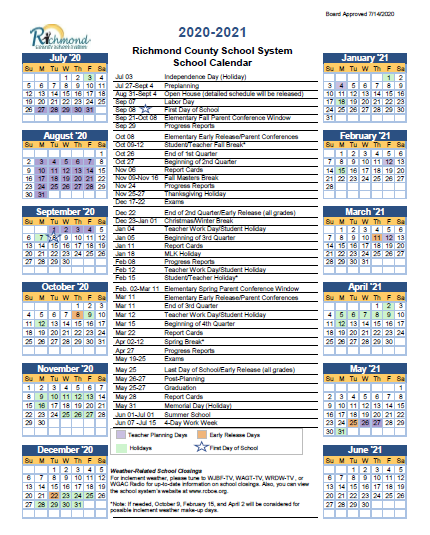 Board Approved 7/14/2020
Richmond
County School System
2020-2021
Richmond County School System
School Calendar
Jul 03 Independence Day (Holiday)
Jul 27-Sept 4 Preplanning
Aug 31-Sept 4 Open House (detailed schedule will be released)
Sep 07 Labor Day
Sep 08 First Day of School
Sep 21-Oct 08 Elementary Fall Parent Conference Window
Sep 29 Progress Reports
Oct 08 Elementary Early Release/Parent Conferences
Oct 09-12 Student/Teacher Fall Break*
Oct 26 End of 1st Quarter
Oct 27 Beginning of 2nd Quarter
Nov 06 Report Cards
Nov 09-Nov 16 Fall Masters Break
Nov 24 Progress Reports
Nov 25-27 Thanksgiving Holiday
Dec 17-22 Exams
Dec 22 End of 2nd Quarter/Early Release (all grades)
Dec 23-Jan 01 Christmas/Winter Break
Jan 04 Teacher Work Day/Student Holiday
Jan 05 Beginning of 3rd Quarter
Jan 11 Report Cards
Jan 18 MLK Holiday
Feb 08 Progress Reports
Feb 12 Teacher Work Day/Student Holiday
Feb 15 Student/Teacher Holiday*
Feb. 02-Mar 11 Elementary Spring Parent Conference Window
Mar 11 Elementary Early Release/Parent Conferences
Mar 11 End of 3rd Quarter
Mar 12 Teacher Work Day/Student Holiday
Mar 15 Beginning of 4th Quarter
Mar 22 Report Cards
Apr 02-12 Spring Break*
Apr 27 Progress Reports
May 19-25 Exams
May 25 Last Day of School/Early Release (all grades)
May 26-27 Post-Planning
May 25-27 Graduation
May 28 Report Cards
May 31 Memorial Day (Holiday)
Jun 01-Jul 01 Summer School
Jun 07 -Jul 15 4-Day Work Week
Teacher Planning Days Early Release Days
Holidays First Day of School
Weather-Related School Closings
For inclement weather, please tune to WJBF-TV, WAGT-TV, WRDW-TV, or
WGAC Radio for up-to-date information on school closings. Also, you can view
the school system's website at www.rcboe.org.
*Note: If needed, October 9, February 15, and April 2 will be considered for
possible inclement weather make-up days.
July '20
Su M Tu W Th F Sa
1 2 3 4
5 6 7 8 9 10 11
12 13 14 15 16 17 18
19 20 21 22 23 24 25
26 27 28 29 30 31
August '20
Su M Tu W Th F Sa
1
2 3 4 5 6 7 8
9 10 11 12 13 14 15
16 17 18 19 20 21 22
23 24 25 26 27 28 29
30 31
September '20
Su M Tu W Th F Sa
1 2 3 4 5
6 7 8 9 10 11 12
13 14 15 16 17 18 19
20 21 22 23 24 25 26
27 28 29 30
October '20
Su M Tu W Th F Sa
1 2 3
4 5 6 7 8 9 10
11 12 13 14 15 16 17
18 19 20 21 22 23 24
25 26 27 28 29 30 31
November '20
Su M Tu W Th F Sa
1 2 3 4 5 6 7
8 9 10 11 12 13 14
15 16 17 18 19 20 21
22 23 24 25 26 27 28
29 30
December '20
Su M Tu W Th F Sa
1 2 3 4 5
6 7 8 9 10 11 12
13 14 15 16 17 18 19
20 21 22 23 24 25 26
27 28 29 30 31
January '21
Su M Tu W Th F Sa
1 2
3 4 5 6 7 8 9
10 11 12 13 14 15 16
17 18 19 20 21 22 23
24 25 26 27 28 29 30
31
February '21
Su M Tu W Th F Sa
1 2 3 4 5 6
7 8 9 10 11 12 13
14 15 16 17 18 19 20
21 22 23 24 25 26 27
28
March '21
Su M Tu W Th F Sa
1 2 3 4 5 6
7 8 9 10 11 12 13
14 15 16 17 18 19 20
21 22 23 24 25 26 27
28 29 30 31
April '21
Su M Tu W Th F Sa
1 2 3
4 5 6 7 8 9 10
11 12 13 14 15 16 17
18 19 20 21 22 23 24
25 26 27 28 29 30
May '21
Su M Tu W Th F Sa
1
2 3 4 5 6 7 8
9 10 11 12 13 14 15
16 17 18 19 20 21 22
23 24 25 26 27 28 29
30 31
June '21
Su M Tu W Th F Sa
1 2 3 4 5
6 7 8 9 10 11 12
13 14 15 16 17 18 19
20 21 22 23 24 25 26
27 28 29 30